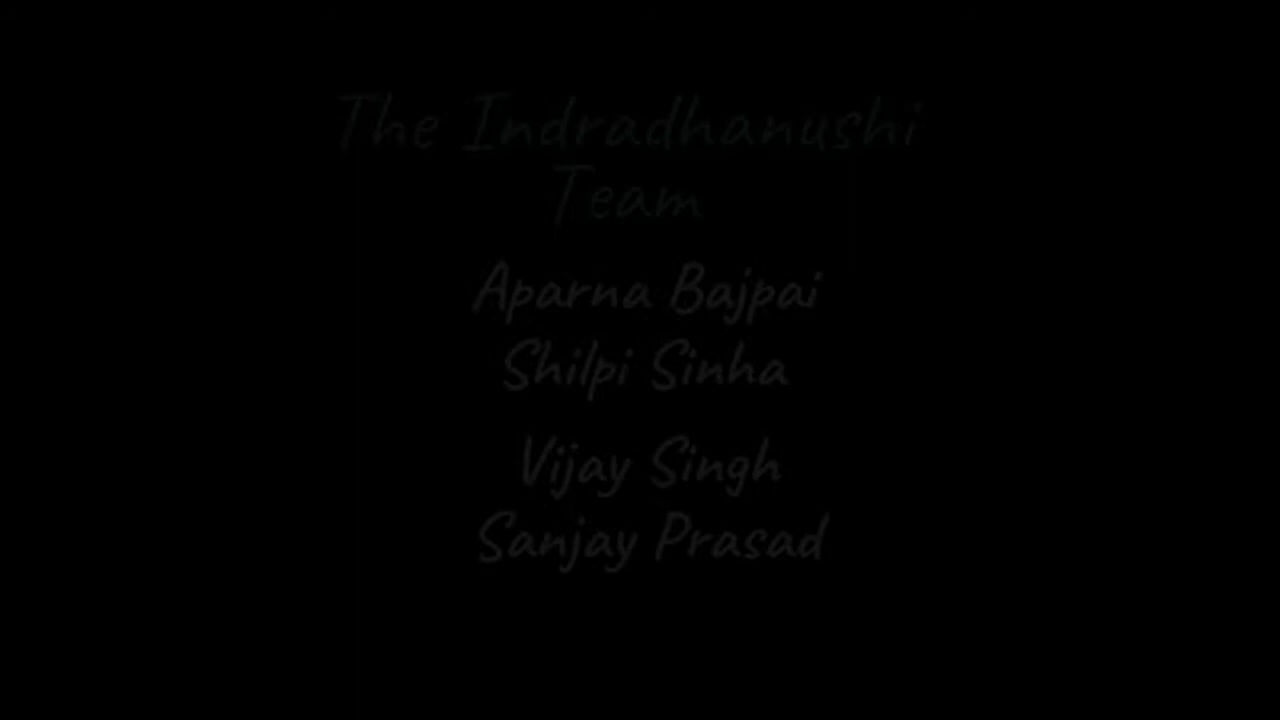 The Indradhanushi
Team
Aparna Bajpai
Shilpi Sinha
Vijay Singh
Sanjay Prasad